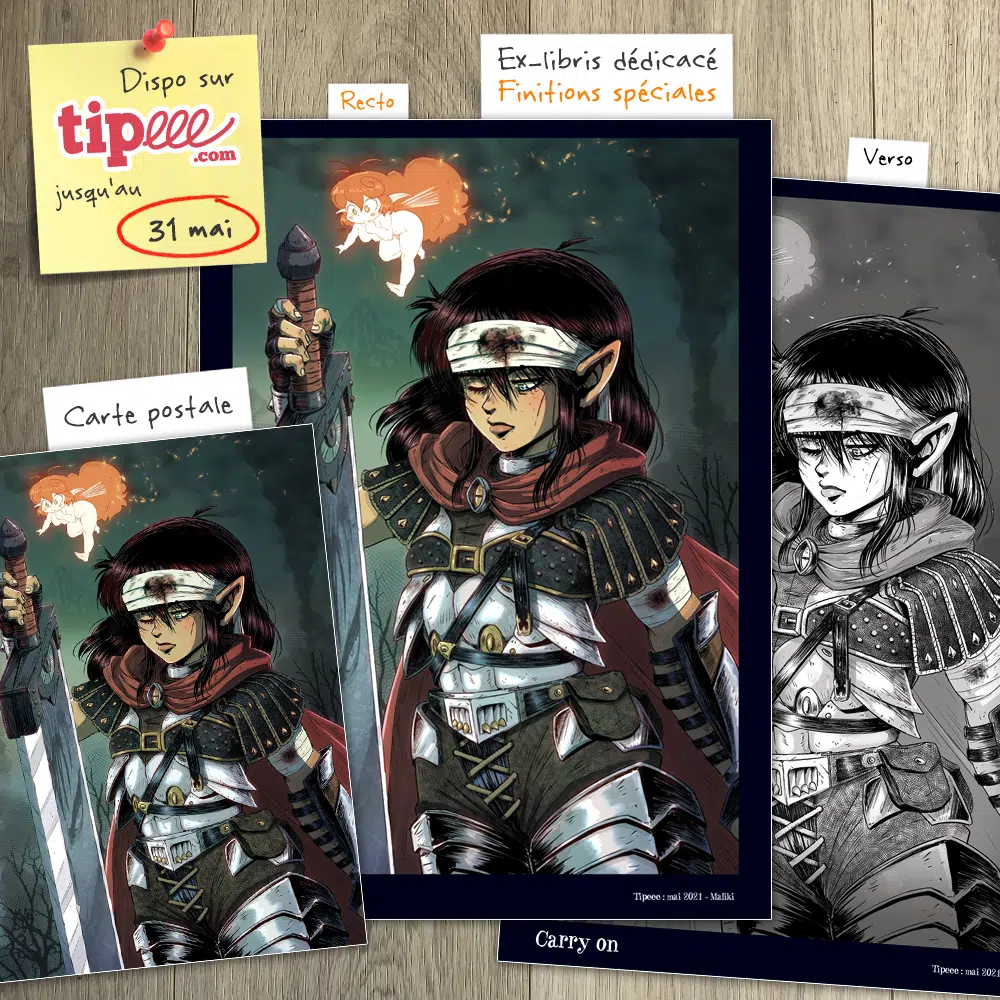 Dispo sur
tipeee
.com
jusqu'au
31 mai
Recto
Ex-libris dédicacé
Finitions spéciales
Verso
Carte postale
Tipeee : mai 2021 - Maliki
Carry on
Tipeee : mai 2021